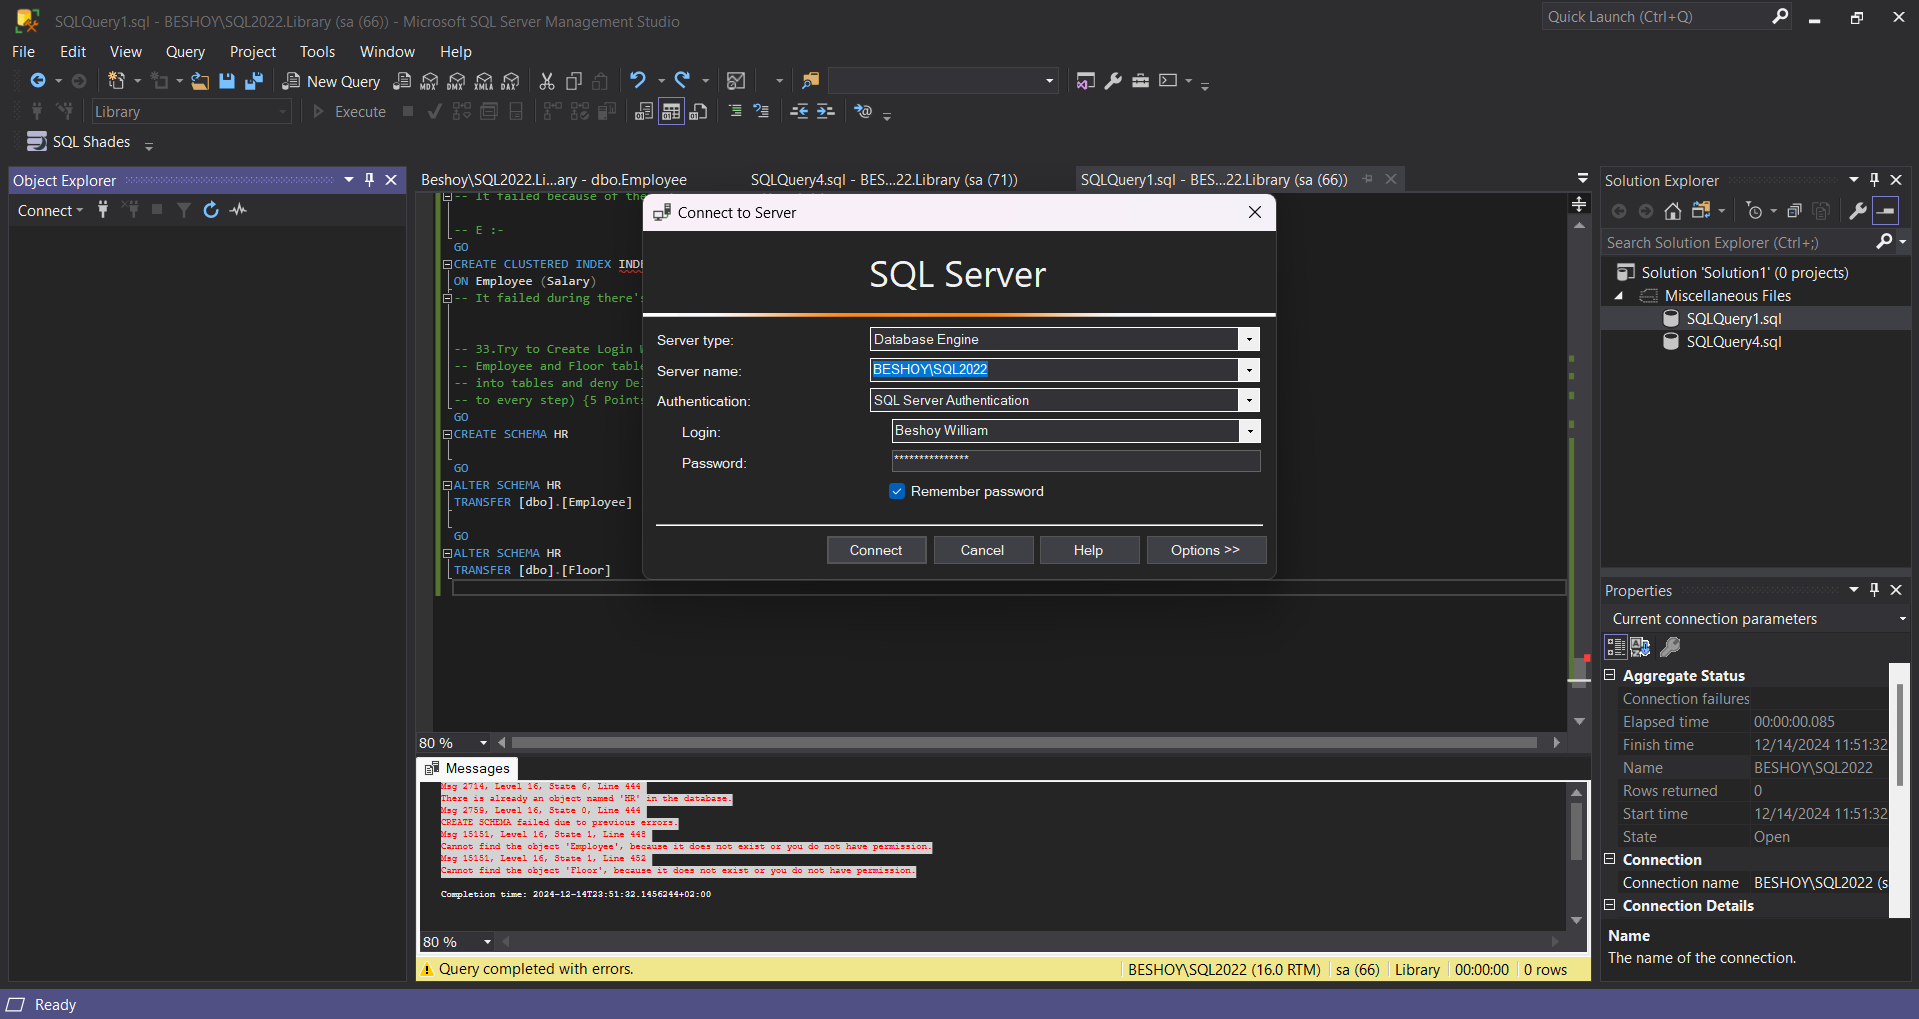 SQLQuery1.sql - BESHOY\SQL2022.Library (sa (66)) - Microsoft SQL Server Management Studio
Quick Launch (Ctrl+Q)
File Edit View Query Project Tools Window Help
New Query MDX DMX XMLA DAX
Library Execute
SQL Shades
Object Explorer
Connect
Beshoy\SQL2022.Li...ary - dbo.Employee
SQLQuery4.sql - BES...22.Library (sa (71))
SQLQuery1.sql - BES...22.Library (sa (66))
-- It failed because of the
-- E :-
GO
CREATE CLUSTERED INDEX INDE
ON Employee (Salary)
-- It failed during there's
-- 33.Try to Create Login W
-- Employee and Floor table
-- into tables and deny De
-- to every step) {5 Points
GO
CREATE SCHEMA HR
GO
ALTER SCHEMA HR
TRANSFER [dbo].[Employee]
GO
ALTER SCHEMA HR
TRANSFER [dbo].[Floor]
80 %
Connect to Server
SQL Server
Server type: Database Engine
Server name: BESHOY\SQL2022
Authentication: SQL Server Authentication
Login: Beshoy William
Password: ***************
Remember password
Connect Cancel Help Options >>
Messages
Msg 2714, Level 16, State 6, Line 444
There is already an object named 'HR' in the database.
Msg 2759, Level 16, State 0, Line 444
CREATE SCHEMA failed due to previous errors.
Msg 15151, Level 16, State 1, Line 448
Cannot find the object 'Employee', because it does not exist or you do not have permission.
Msg 15151, Level 16, State 1, Line 452
Cannot find the object 'Floor', because it does not exist or you do not have permission.
Completion time: 2024-12-14T23:51:32.1456244+02:00
80 %
Query completed with errors.
BESHOY\SQL2022 (16.0 RTM) sa (66) Library 00:00:00 0 rows
Solution Explorer
Search Solution Explorer (Ctrl+;)
Solution 'Solution1' (0 projects)
Miscellaneous Files
SQLQuery1.sql
SQLQuery4.sql
Properties
Current connection parameters
Aggregate Status
Connection failures
Elapsed time 00:00:00.085
Finish time 12/14/2024 11:51:32
Name BESHOY\SQL2022
Rows returned 0
Start time 12/14/2024 11:51:32
State Open
Connection
Connection name BESHOY\SQL2022 (s
Connection Details
Name
The name of the connection.
Ready